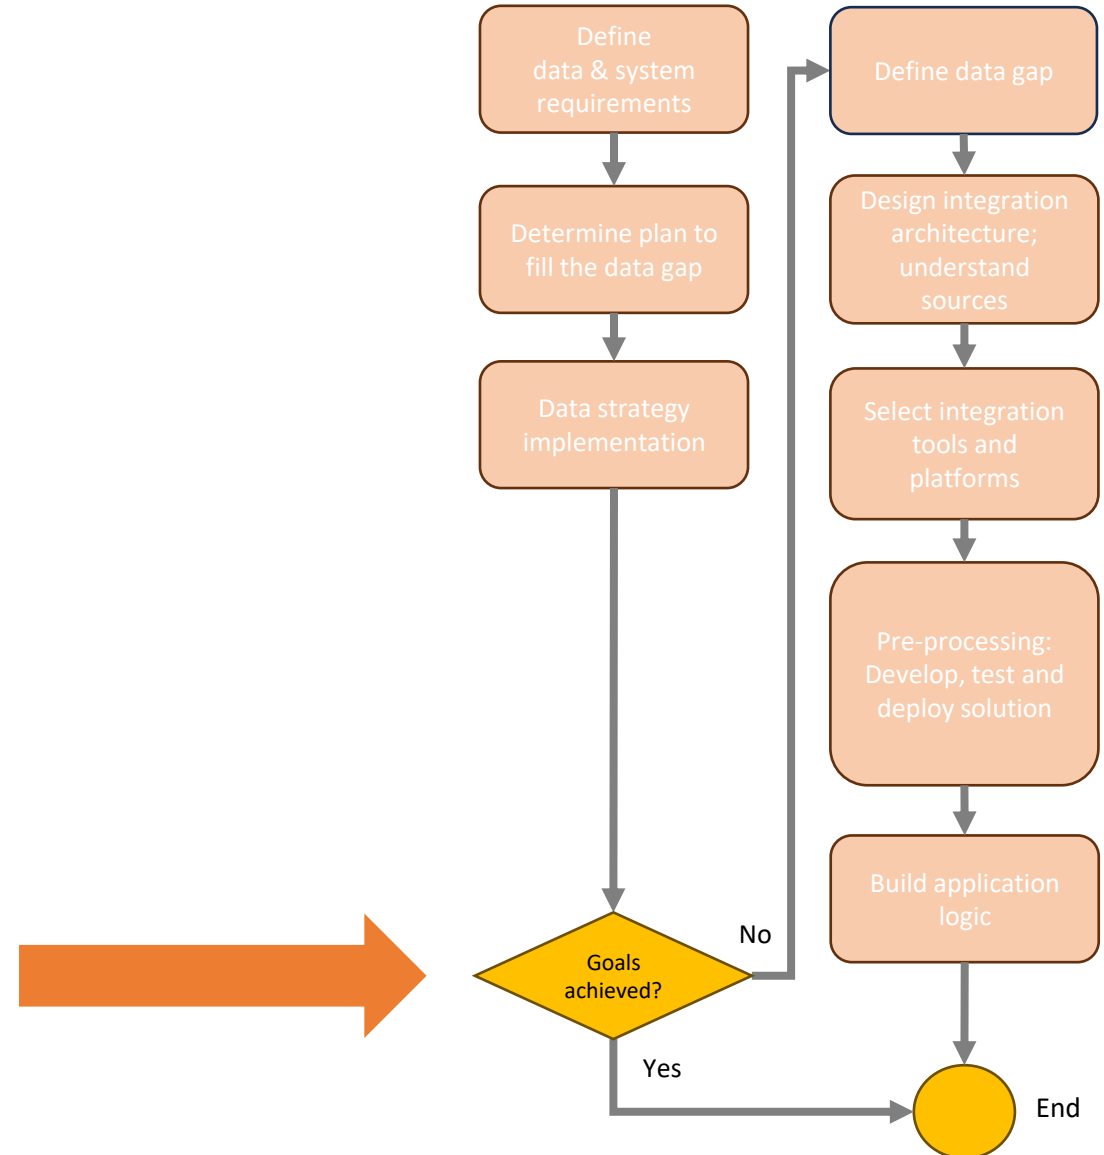 Define
data & system
requirements
Determine plan to
fill the data gap
Data strategy
implementation
Goals
achieved?
No
Yes
Define data gap
Design integration
architecture;
understand
sources
Select integration
tools and
platforms
Pre-processing:
Develop, test and
deploy solution
Build application
logic
End